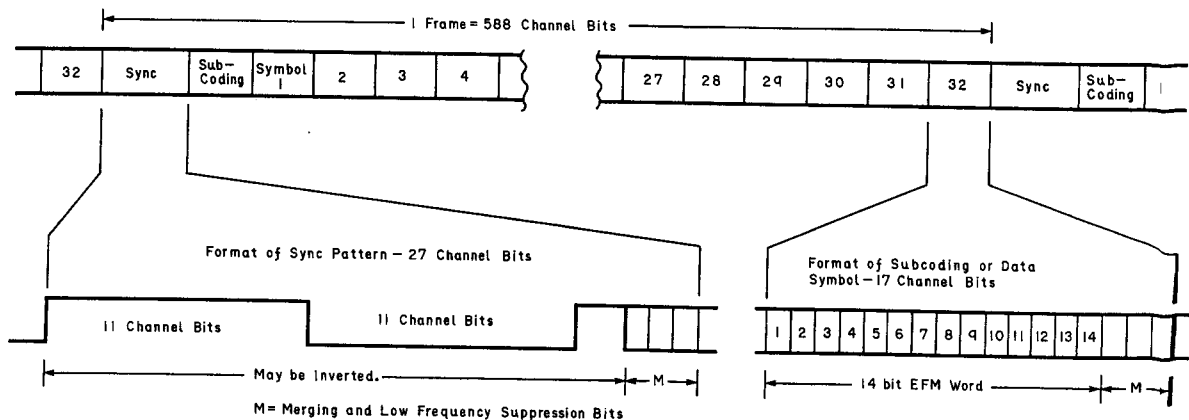 1 Frame = 588 Channel Bits
32 Sync Sub-Coding Symbol 1 2 3 4 27 28 29 30 31 32 Sync Sub-Coding 1
Format of Sync Pattern – 27 Channel Bits
Format of Subcoding or Data
Symbol – 17 Channel Bits
11 Channel Bits 11 Channel Bits
1 2 3 4 5 6 7 8 9 10 11 12 13 14
May be Inverted. M 14 bit EFM Word M
M = Merging and Low Frequency Suppression Bits